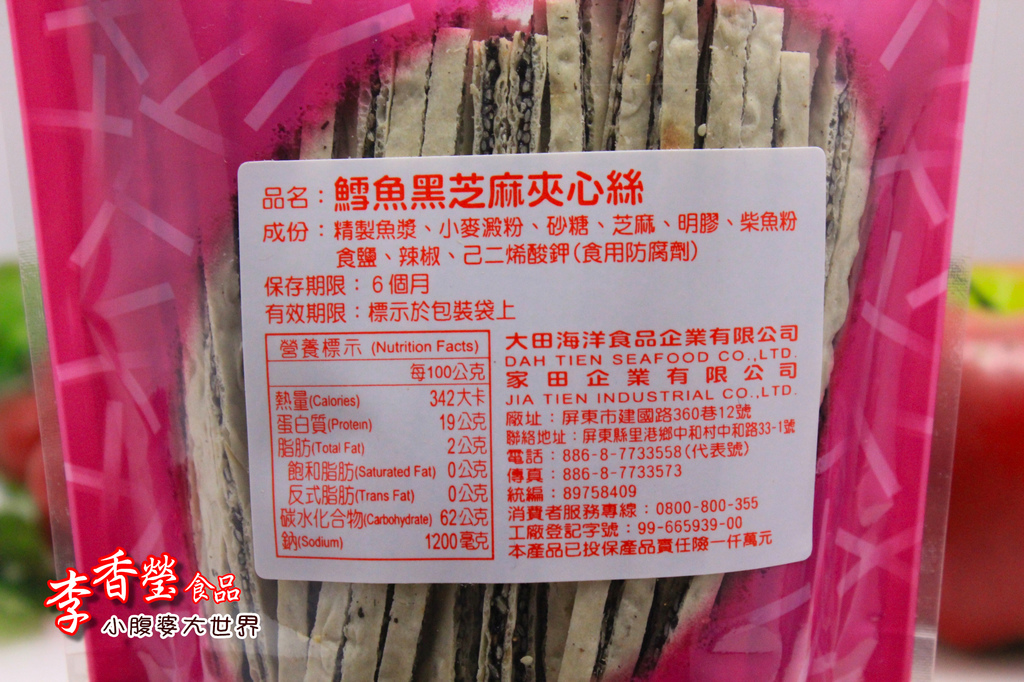 品名：鱈魚黑芝麻夾心絲
成份：精製魚漿、小麥澱粉、砂糖、芝麻、明膠、柴魚粉
食鹽、辣椒、己二烯酸鉀(食用防腐劑)
保存期限：6個月
有效期限：標示於包裝袋上
營養標示 (Nutrition Facts)
每100公克
熱量(Calories) 342大卡
蛋白質(Protein) 19公克
脂肪(Total Fat) 2公克
飽和脂肪(Saturated Fat) 0公克
反式脂肪(Trans Fat) 0公克
碳水化合物(Carbohydrate) 62公克
鈉(Sodium) 1200毫克
大田海洋食品企業有限公司
DAH TIEN SEAFOOD CO.,LTD.
家田企業有限公司
JIA TIEN INDUSTRIAL CO.,LTD.
廠址：屏東市建國路360巷12號
聯絡地址：屏東縣里港鄉中和村中和路33-1號
電話：886-8-7733558(代表號)
傳真：886-8-7733573
統編：89758409
消費者服務專線：0800-800-355
工廠登記字號：99-665939-00
本產品已投保產品責任險一仟萬元
李香瑩食品
小腹婆大世界